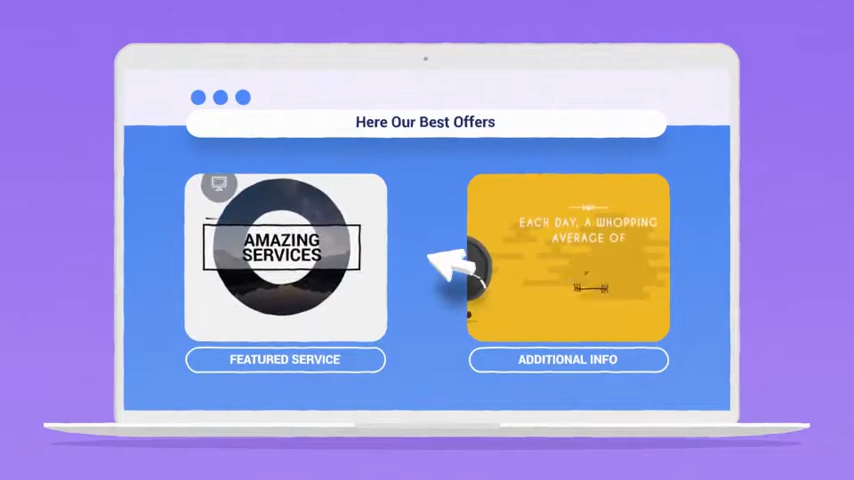 Here Our Best Offers
AMAZING
SERVICES
EACH DAY, A WHOPPING
AVERAGE OF
FEATURED SERVICE
ADDITIONAL INFO